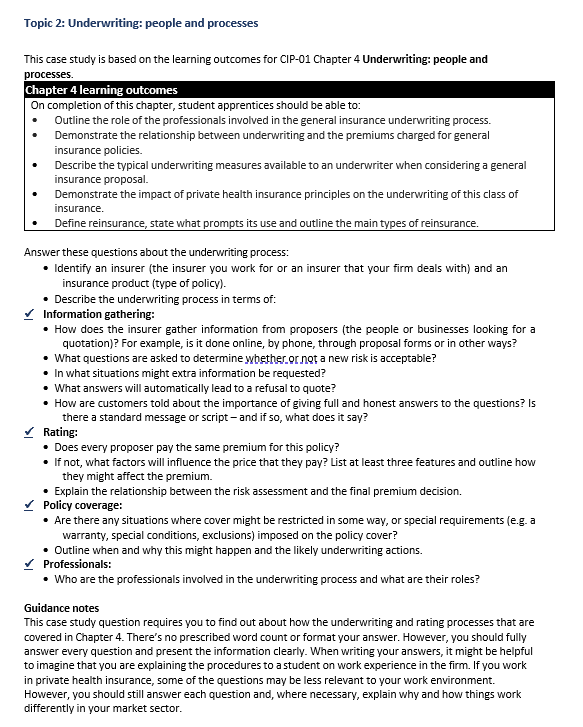 Topic 2: Underwriting: people and processes
This case study is based on the learning outcomes for CIP-01 Chapter 4 Underwriting: people and
processes.
Chapter 4 learning outcomes
On completion of this chapter, student apprentices should be able to:
• Outline the role of the professionals involved in the general insurance underwriting process.
• Demonstrate the relationship between underwriting and the premiums charged for general
insurance policies.
• Describe the typical underwriting measures available to an underwriter when considering a general
insurance proposal.
• Demonstrate the impact of private health insurance principles on the underwriting of this class of
insurance.
• Define reinsurance, state what prompts its use and outline the main types of reinsurance.
Answer these questions about the underwriting process:
• Identify an insurer (the insurer you work for or an insurer that your firm deals with) and an
insurance product (type of policy).
• Describe the underwriting process in terms of:
✓ Information gathering:
• How does the insurer gather information from proposers (the people or businesses looking for a
quotation)? For example, is it done online, by phone, through proposal forms or in other ways?
• What questions are asked to determine whether or not a new risk is acceptable?
• In what situations might extra information be requested?
• What answers will automatically lead to a refusal to quote?
• How are customers told about the importance of giving full and honest answers to the questions? Is
there a standard message or script – and if so, what does it say?
✓ Rating:
• Does every proposer pay the same premium for this policy?
• If not, what factors will influence the price that they pay? List at least three features and outline how
they might affect the premium.
• Explain the relationship between the risk assessment and the final premium decision.
✓ Policy coverage:
• Are there any situations where cover might be restricted in some way, or special requirements (e.g. a
warranty, special conditions, exclusions) imposed on the policy cover?
• Outline when and why this might happen and the likely underwriting actions.
✓ Professionals:
• Who are the professionals involved in the underwriting process and what are their roles?
Guidance notes
This case study question requires you to find out about how the underwriting and rating processes that are
covered in Chapter 4. There's no prescribed word count or format your answer. However, you should fully
answer every question and present the information clearly. When writing your answers, it might be helpful
to imagine that you are explaining the procedures to a student on work experience in the firm. If you work
in private health insurance, some of the questions may be less relevant to your work environment.
However, you should still answer each question and, where necessary, explain why and how things work
differently in your market sector.